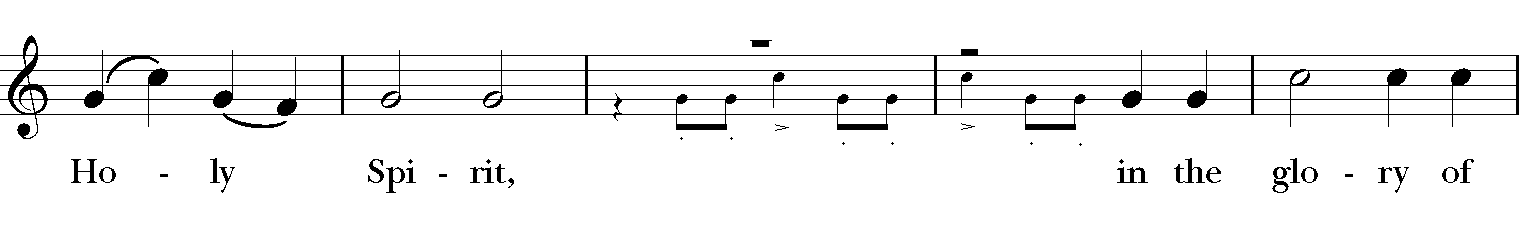 Ho - ly Spi - rit, in the glo - ry of